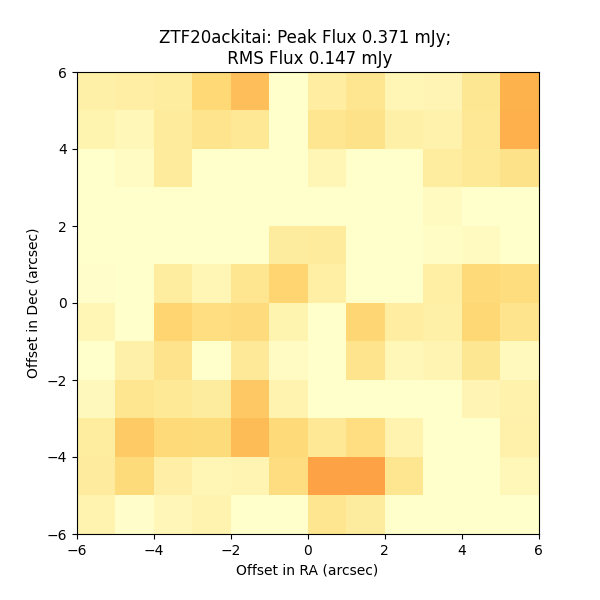 ZTF20ackitai: Peak Flux 0.371 mJy;
RMS Flux 0.147 mJy
6
4
2
0
−2
−4
−6
Offset in Dec (arcsec)
−6 −4 −2 0 2 4 6
Offset in RA (arcsec)